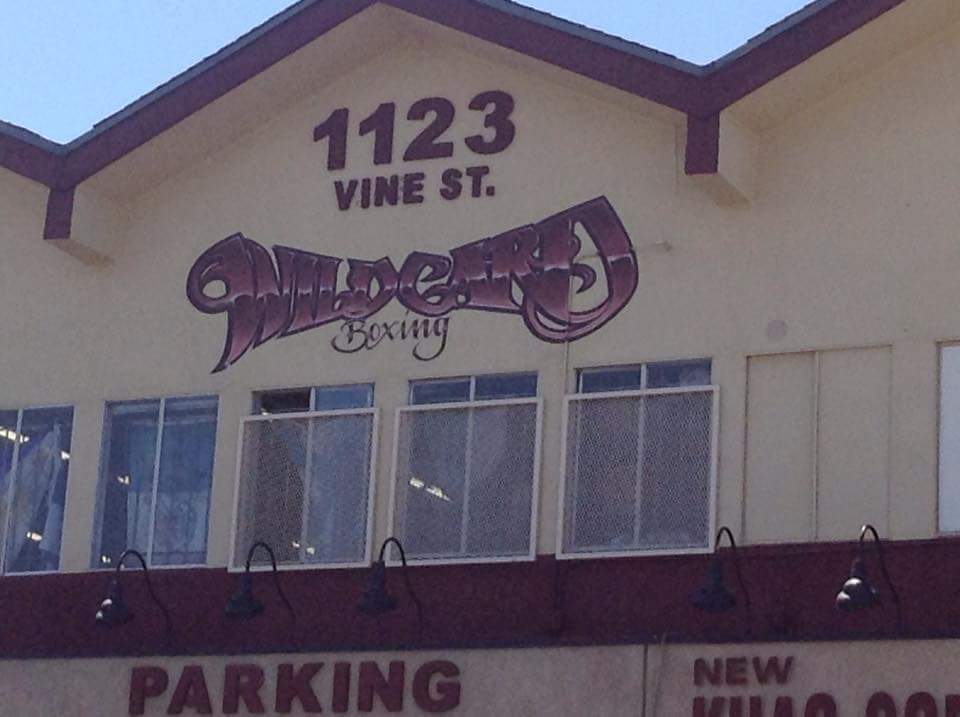 1123
VINE ST.
WILDCARD
Boxing
PARKING
NEW